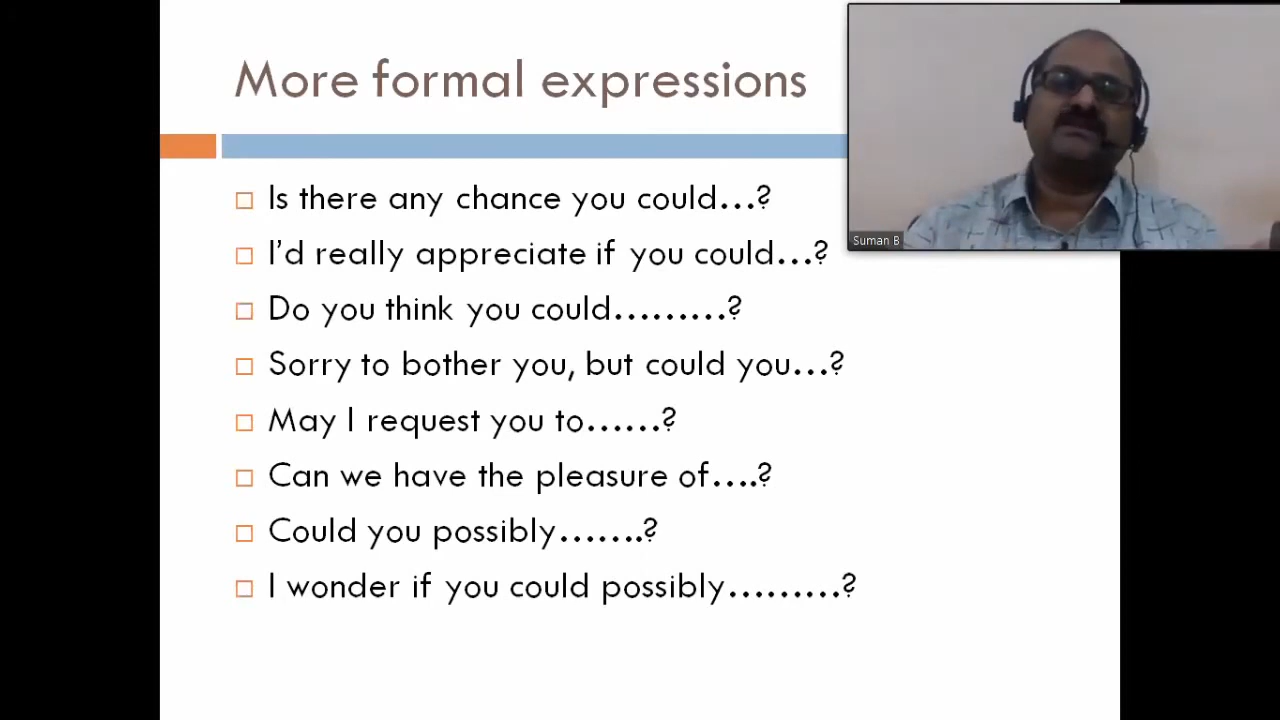 More formal expressions
Is there any chance you could...?
I'd really appreciate if you could...?
Do you think you could.........?
Sorry to bother you, but could you...?
May I request you to......?
Can we have the pleasure of....?
Could you possibly.......?
I wonder if you could possibly.........?
Suman B